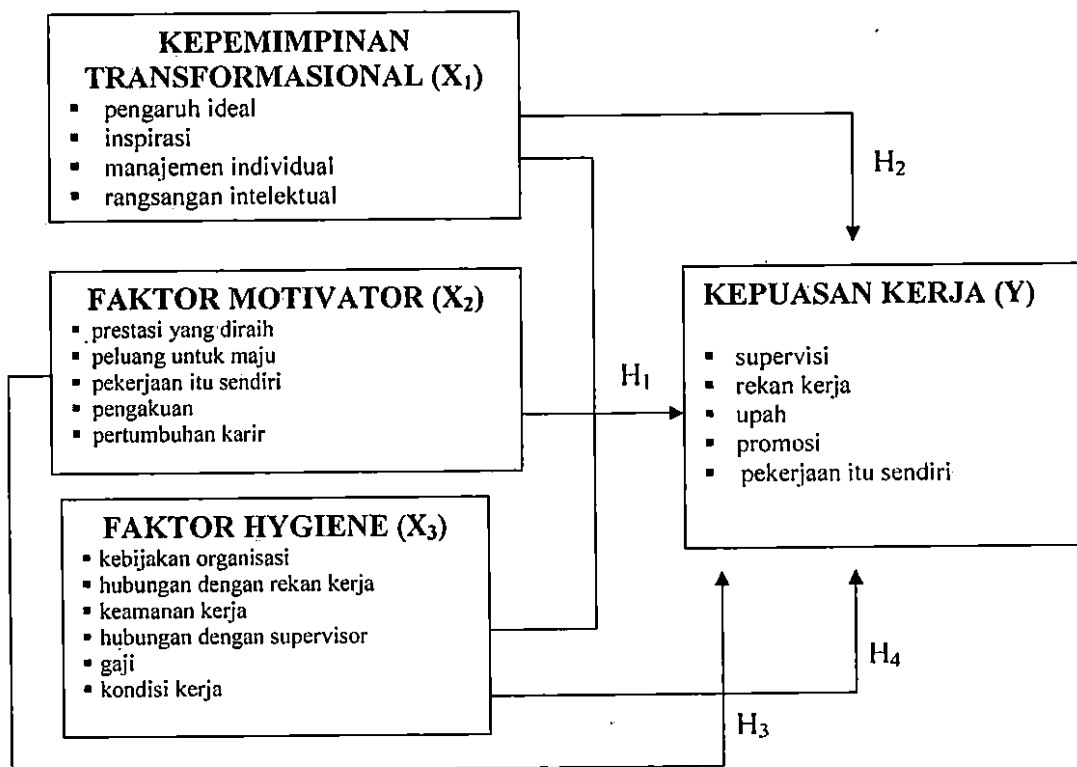 KEPEMIMPINAN
TRANSFORMASIONAL (X₁)
▪ pengaruh ideal
▪ inspirasi
▪ manajemen individual
▪ rangsangan intelektual
H₂
FAKTOR MOTIVATOR (X₂)
▪ prestasi yang diraih
▪ peluang untuk maju
▪ pekerjaan itu sendiri
▪ pengakuan
▪ pertumbuhan karir
H₁
KEPUASAN KERJA (Y)
▪ supervisi
▪ rekan kerja
▪ upah
▪ promosi
▪ pekerjaan itu sendiri
FAKTOR HYGIENE (X₃)
▪ kebijakan organisasi
▪ hubungan dengan rekan kerja
▪ keamanan kerja
▪ hubungan dengan supervisor
▪ gaji
▪ kondisi kerja
H₄
H₃